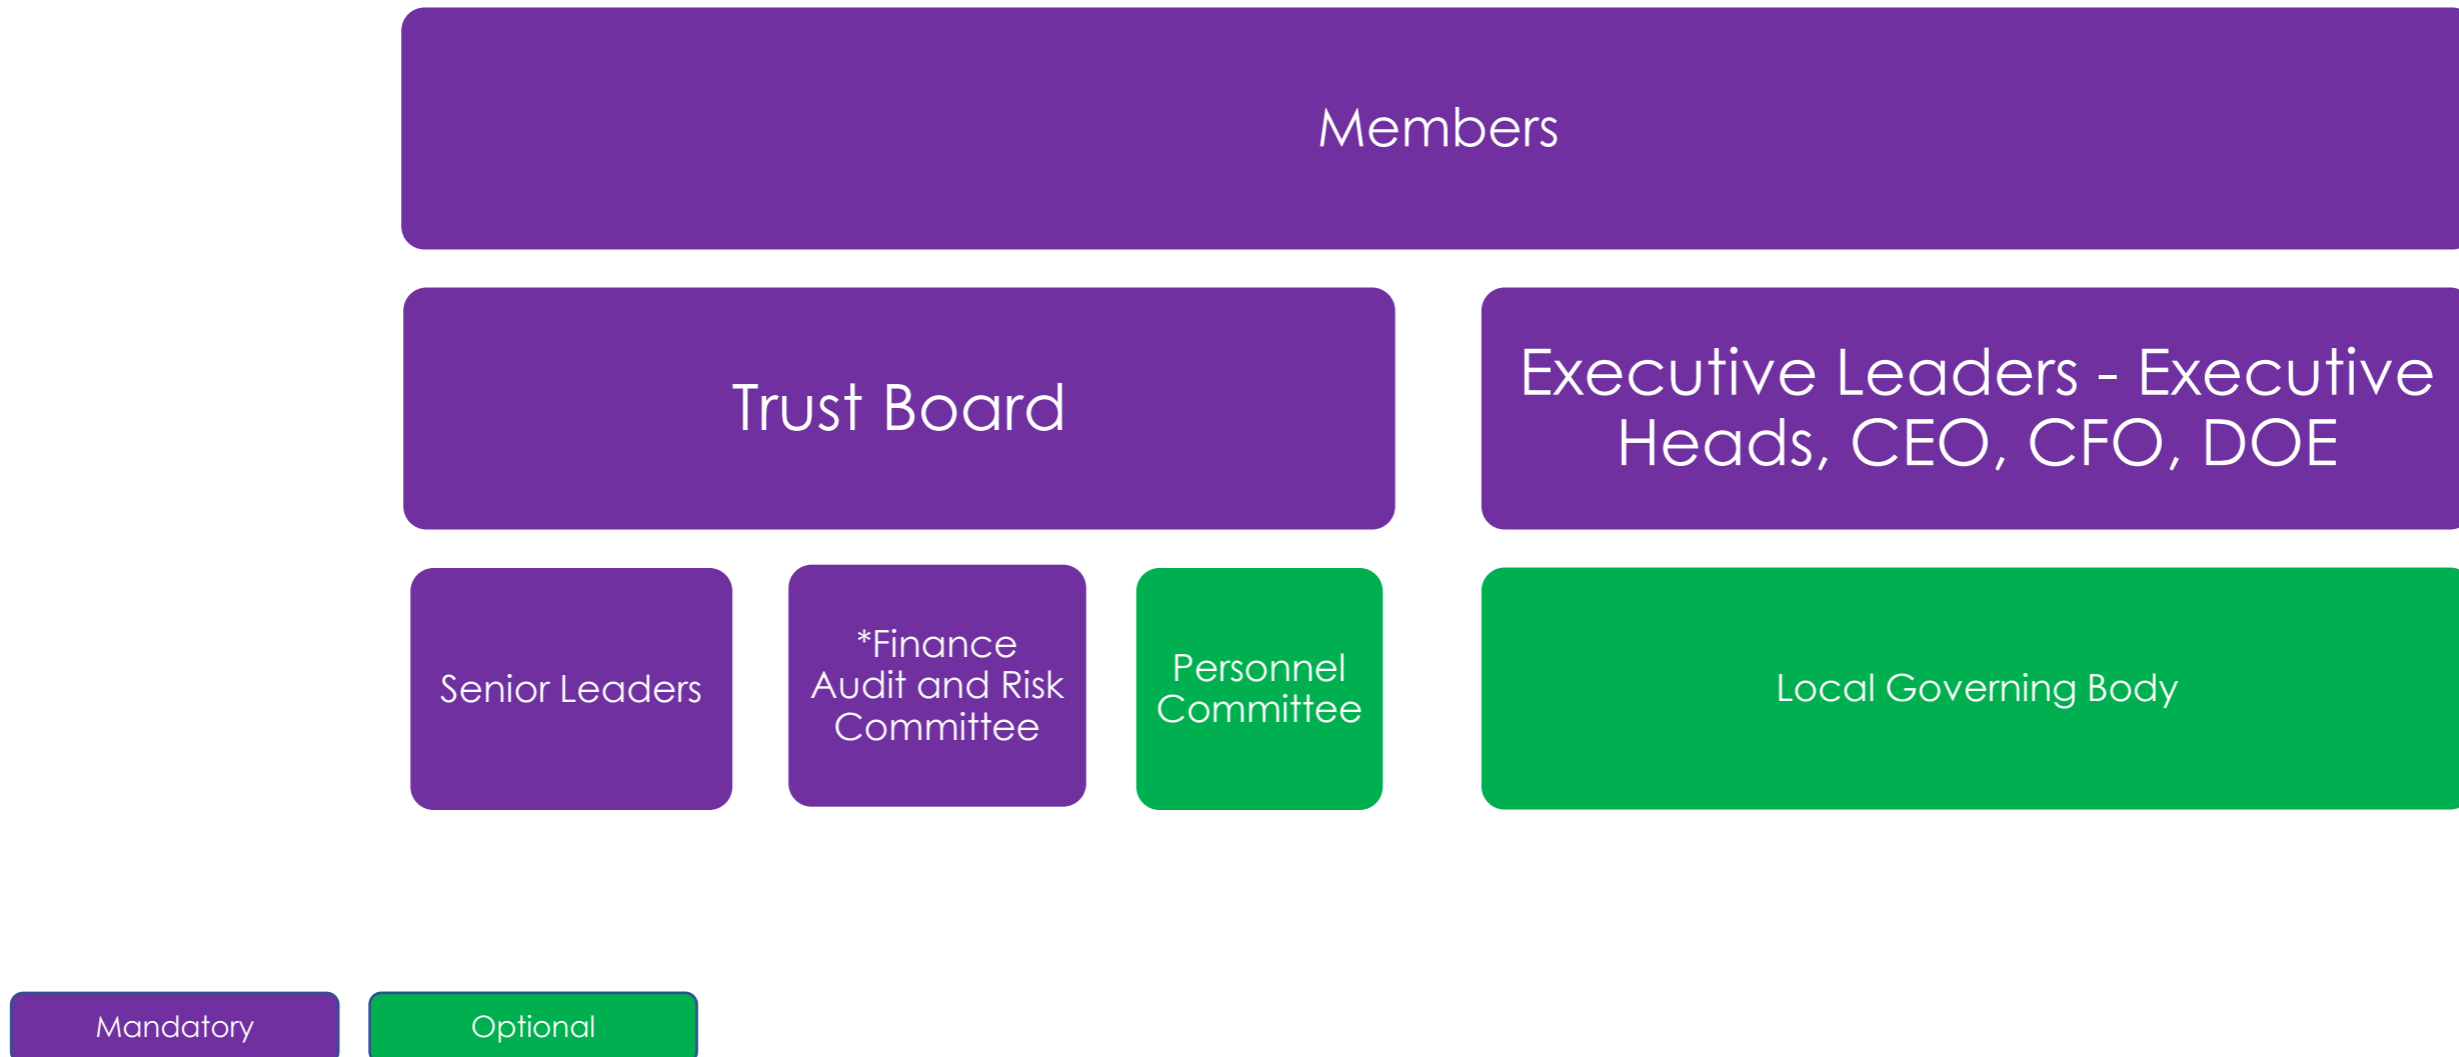 Members
Trust Board
Executive Leaders - Executive
Heads, CEO, CFO, DOE
Senior Leaders
*Finance
Audit and Risk
Committee
Personnel
Committee
Local Governing Body
Mandatory
Optional